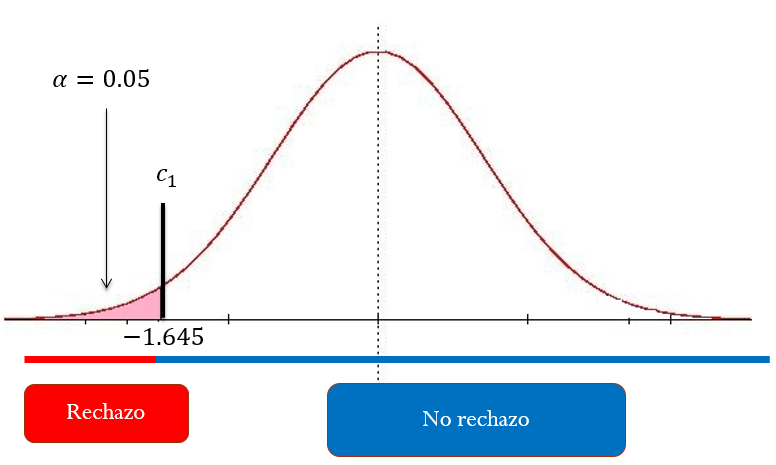 α = 0.05
c₁
−1.645
Rechazo
No rechazo